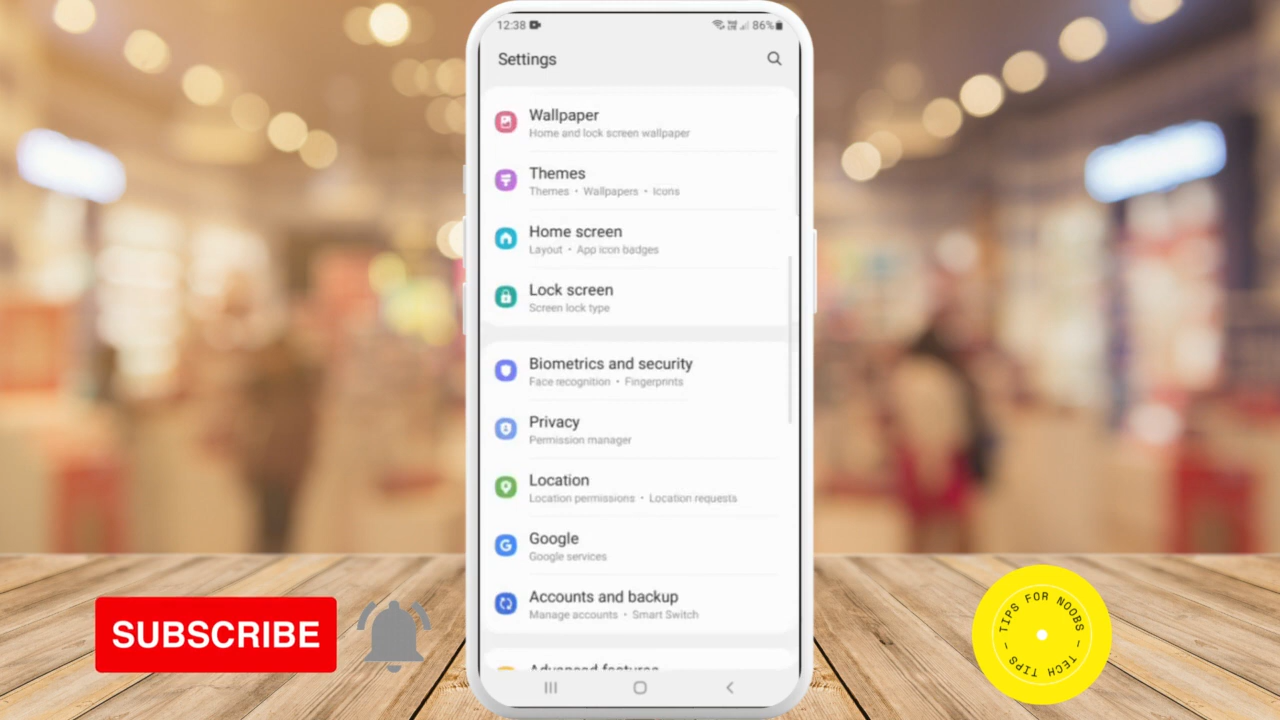 12:38
86%
Settings
Wallpaper
Home and lock screen wallpaper
Themes
Themes • Wallpapers • Icons
Home screen
Layout • App icon badges
Lock screen
Screen lock type
Biometrics and security
Face recognition • Fingerprints
Privacy
Permission manager
Location
Location permissions • Location requests
Google
Google services
Accounts and backup
Manage accounts • Smart Switch
Advanced features
SUBSCRIBE
TIPS FOR NOOBS — TECH TIPS —